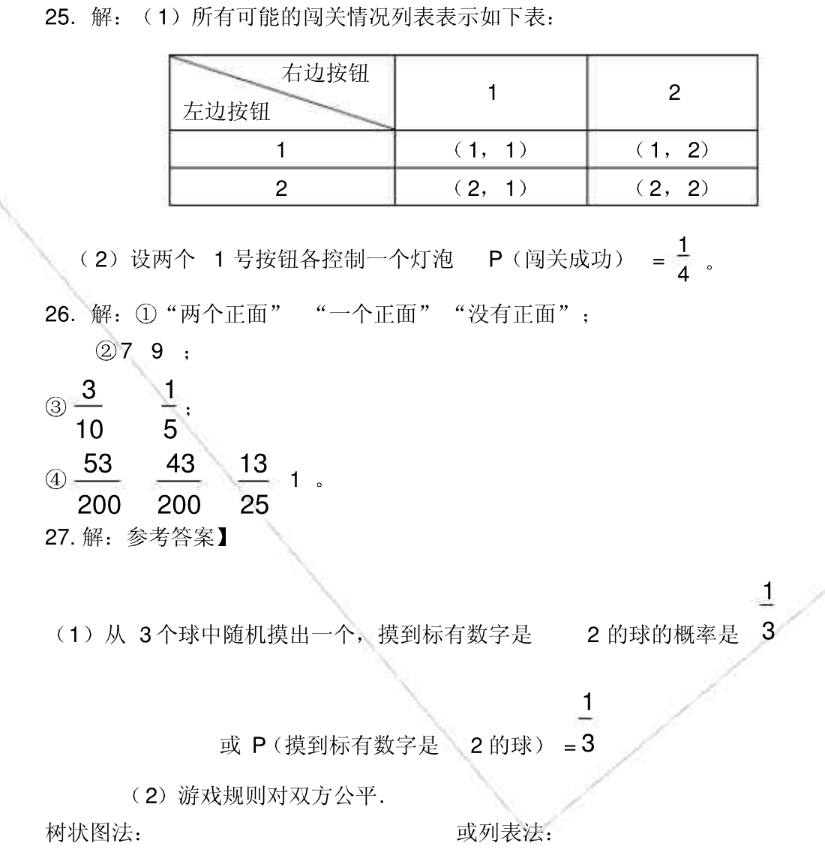 25. 解：（1）所有可能的闯关情况列表表示如下表：
右边按钮
左边按钮
1 2
1 （1，1） （1，2）
2 （2，1） （2，2）
（2）设两个 1 号按钮各控制一个灯泡 P（闯关成功） = 1/4 。
26. 解：①“两个正面” “一个正面” “没有正面”；
②7 9 ；
③ 3/10 1/5 ；
④ 53/200 43/200 13/25 1 。
27. 解：参考答案】
（1）从 3个球中随机摸出一个，摸到标有数字是 2 的球的概率是 1/3
或 P（摸到标有数字是 2 的球） = 1/3
（2）游戏规则对双方公平．
树状图法： 或列表法：